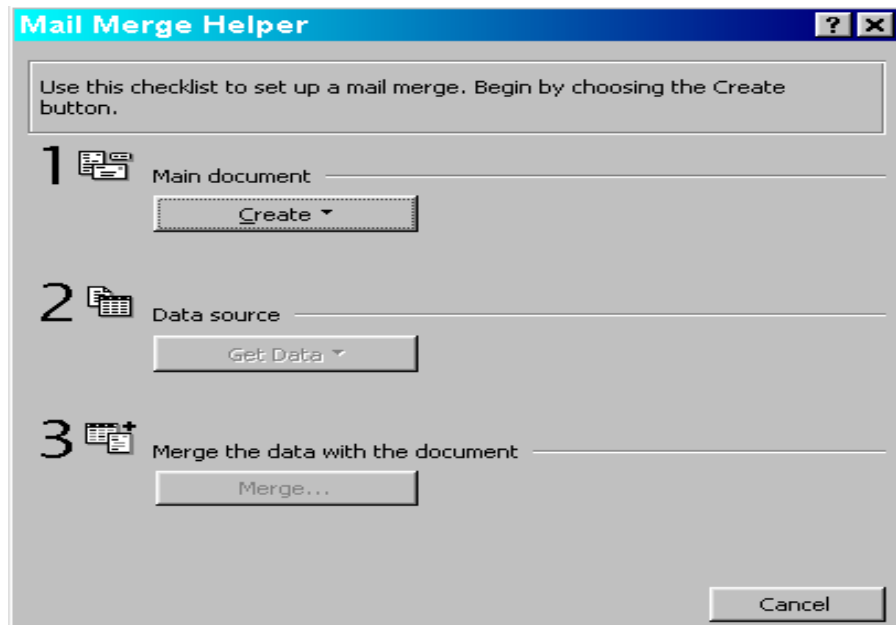 Mail Merge Helper
Use this checklist to set up a mail merge. Begin by choosing the Create
button.
1 Main document
Create
2 Data source
Get Data
3 Merge the data with the document
Merge...
Cancel